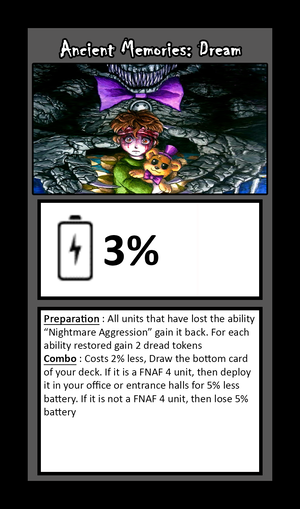 Ancient Memories: Dream
3%
Preparation : All units that have lost the ability
“Nightmare Aggression” gain it back. For each
ability restored gain 2 dread tokens
Combo : Costs 2% less, Draw the bottom card
of your deck. If it is a FNAF 4 unit, then deploy
it in your office or entrance halls for 5% less
battery. If it is not a FNAF 4 unit, then lose 5%
battery